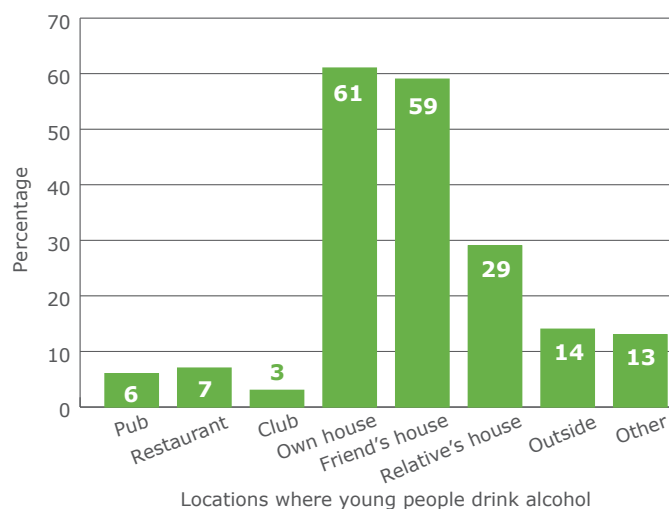 70
60
50
40
30
20
10
0
Percentage
6
7
3
61
59
29
14
13
Pub
Restaurant
Club
Own house
Friend's house
Relative's house
Outside
Other
Locations where young people drink alcohol